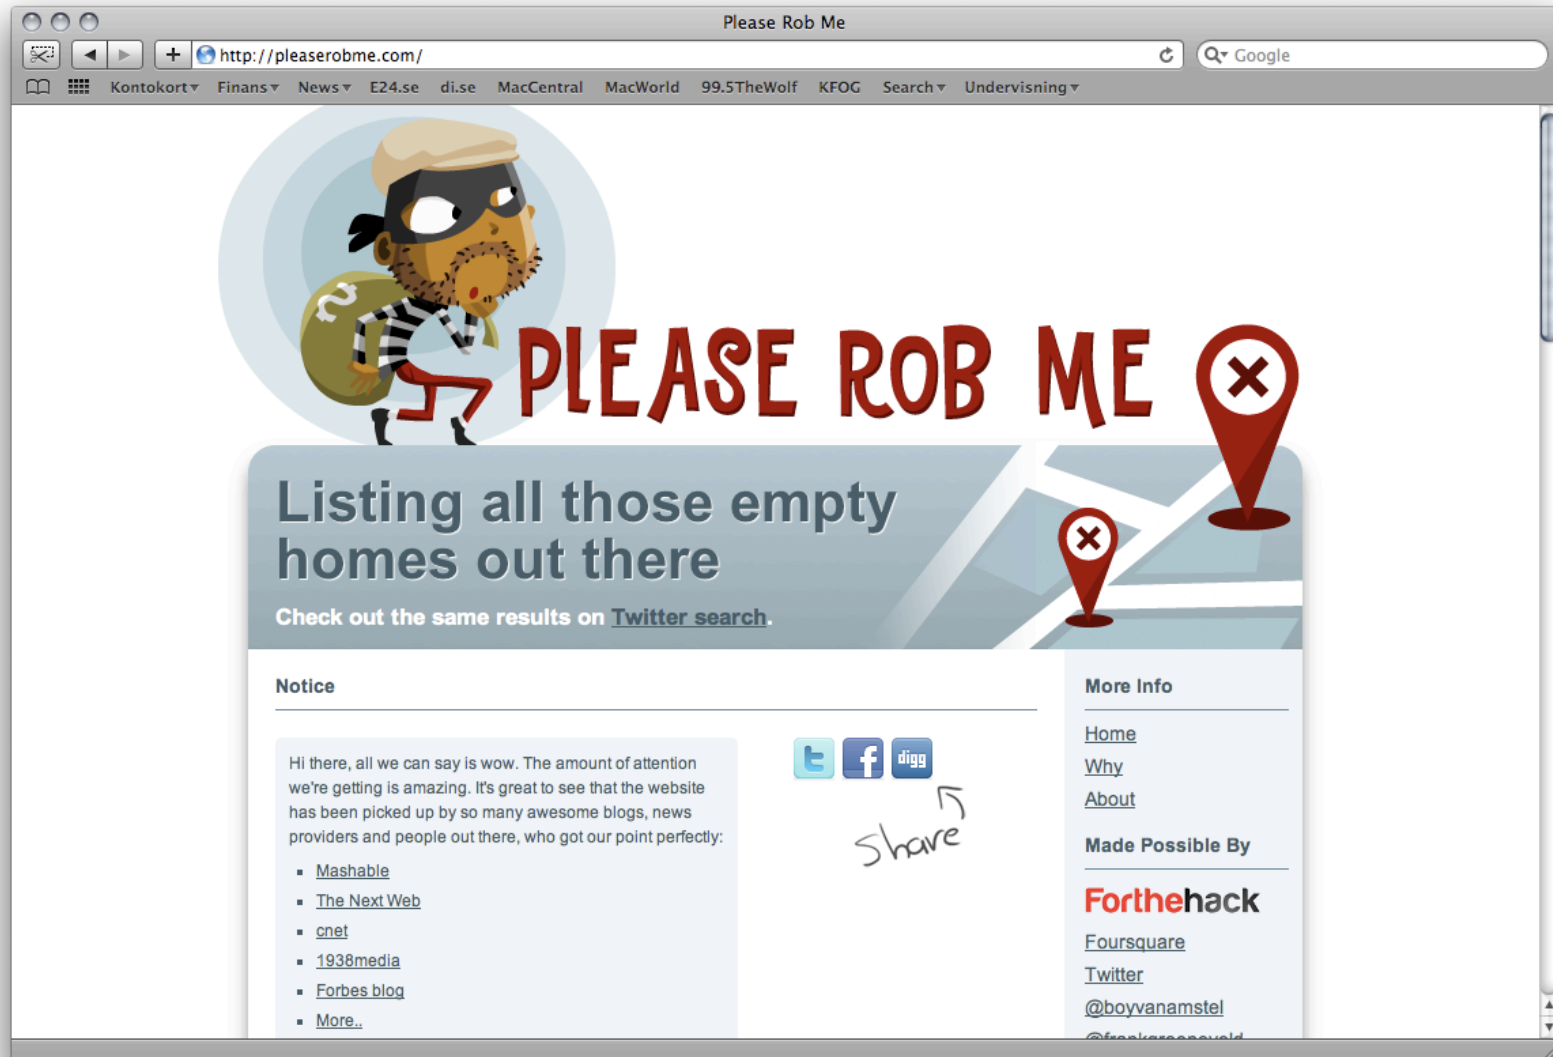 Please Rob Me
http://pleaserobme.com/
Google
Kontokort Finans News E24.se di.se MacCentral MacWorld 99.5TheWolf KFOG Search Undervisning
$
PLEASE ROB ME
Listing all those empty
homes out there
Check out the same results on Twitter search.
Notice
Hi there, all we can say is wow. The amount of attention
we're getting is amazing. It's great to see that the website
has been picked up by so many awesome blogs, news
providers and people out there, who got our point perfectly:
Mashable
The Next Web
cnet
1938media
Forbes blog
More..
t f digg
Share
More Info
Home
Why
About
Made Possible By
Forthehack
Foursquare
Twitter
@boyvanamstel